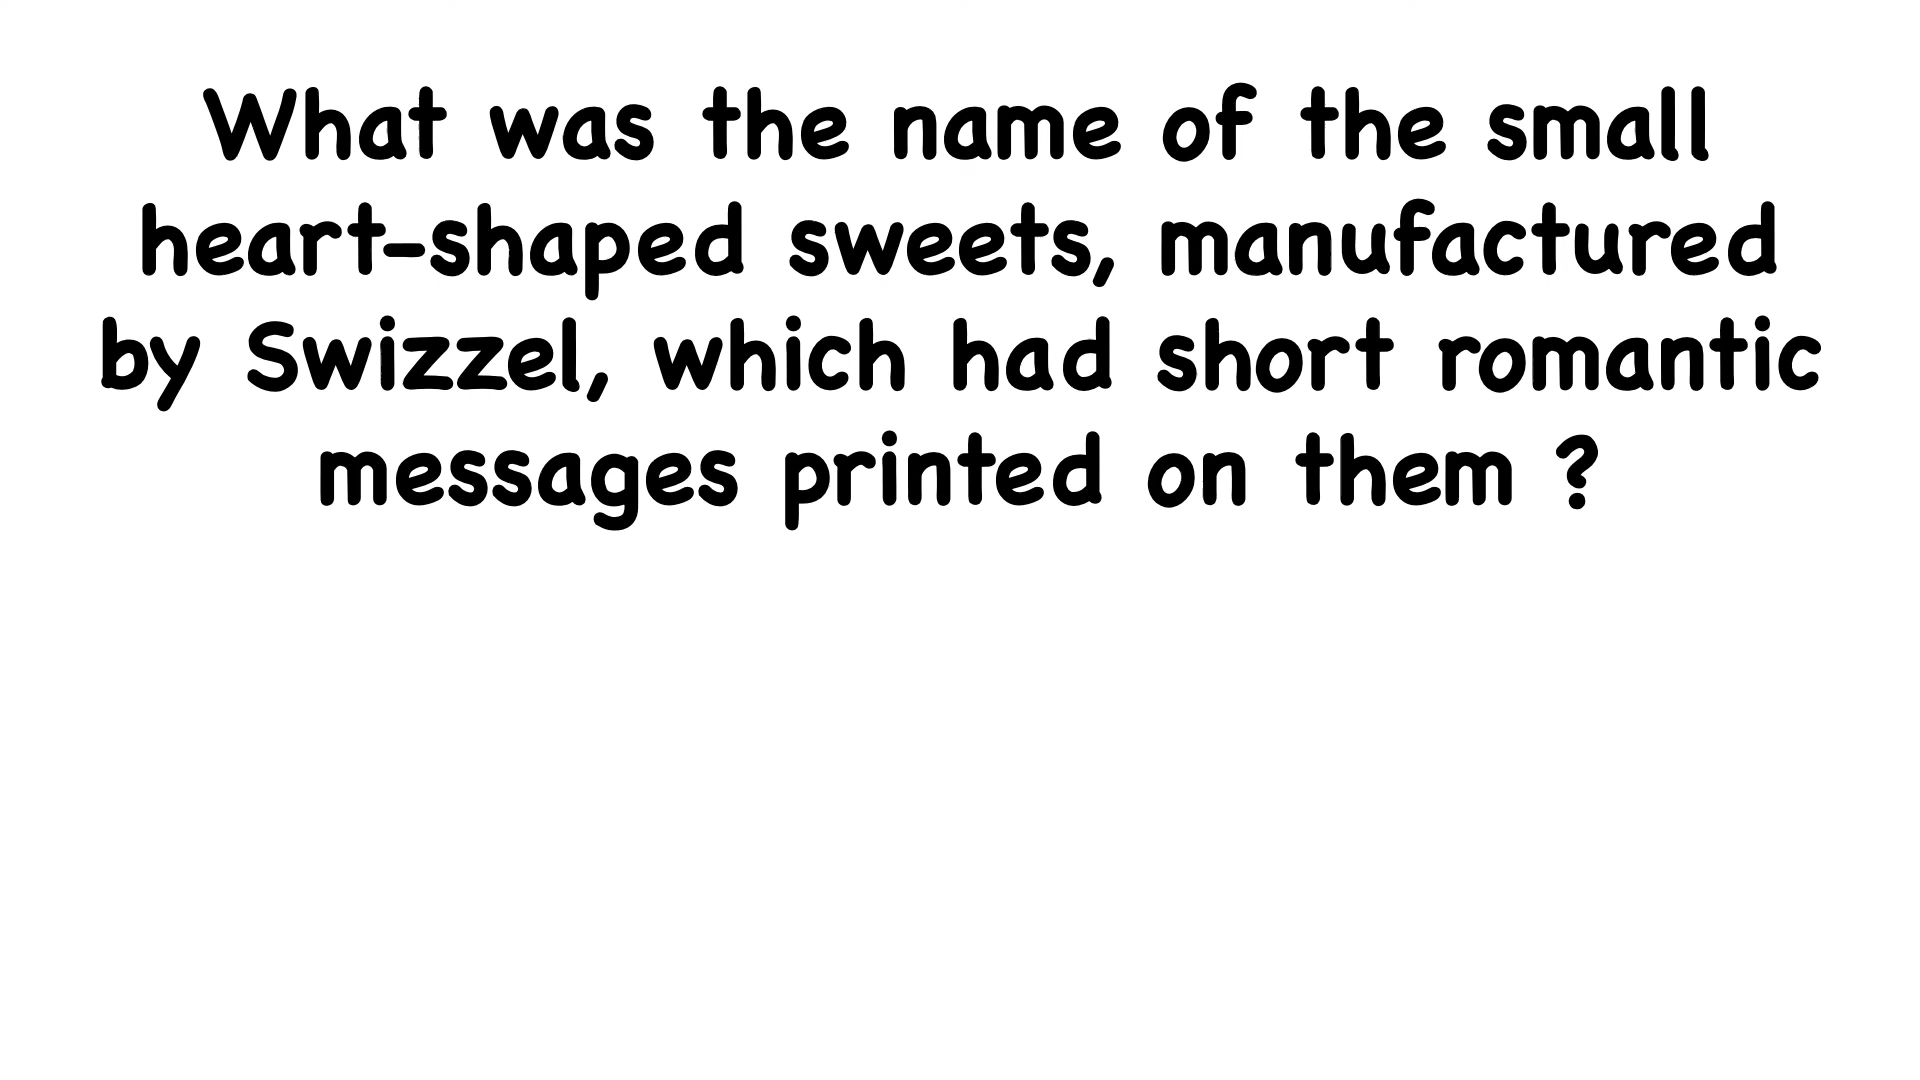 What was the name of the small
heart-shaped sweets, manufactured
by Swizzel, which had short romantic
messages printed on them ?